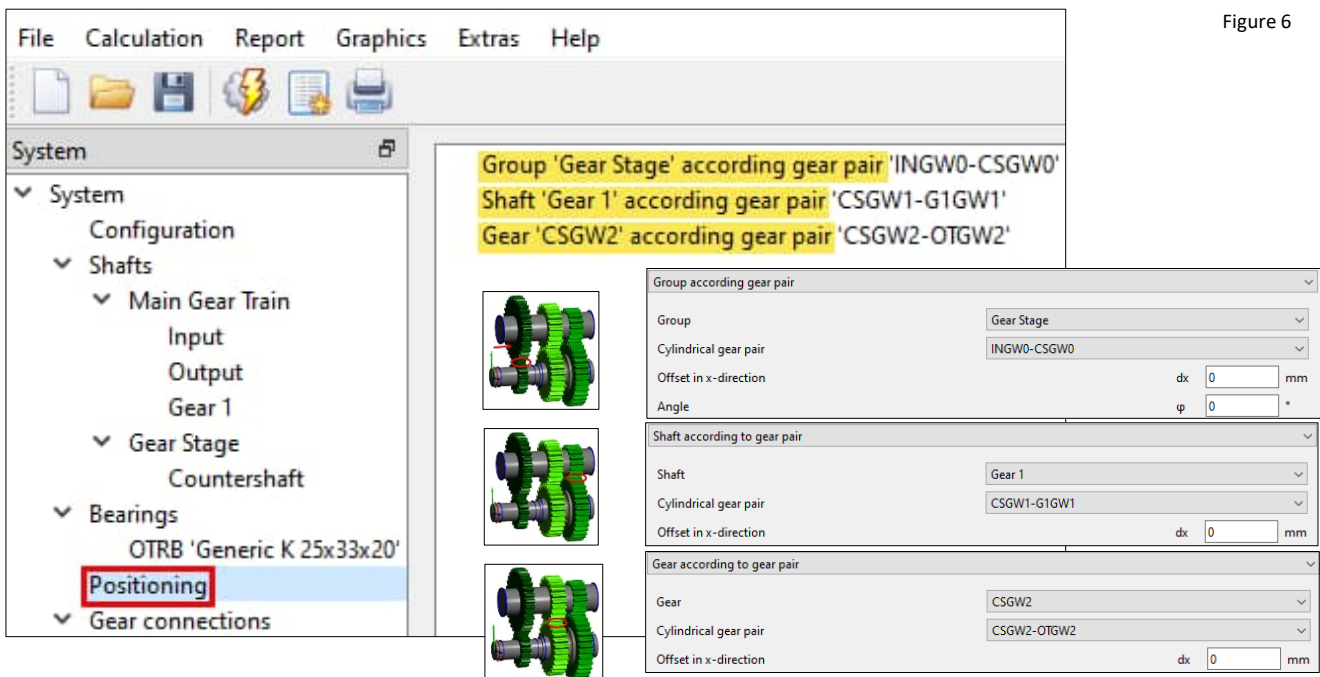 Figure 6
File Calculation Report Graphics Extras Help
System
System
Configuration
Shafts
Main Gear Train
Input
Output
Gear 1
Gear Stage
Countershaft
Bearings
OTRB 'Generic K 25x33x20'
Positioning
Gear connections
Group 'Gear Stage' according gear pair 'INGW0-CSGW0'
Shaft 'Gear 1' according gear pair 'CSGW1-G1GW1'
Gear 'CSGW2' according gear pair 'CSGW2-OTGW2'
Group according gear pair
Group Gear Stage
Cylindrical gear pair INGW0-CSGW0
Offset in x-direction dx 0 mm
Angle φ 0 °
Shaft according to gear pair
Shaft Gear 1
Cylindrical gear pair CSGW1-G1GW1
Offset in x-direction dx 0 mm
Gear according to gear pair
Gear CSGW2
Cylindrical gear pair CSGW2-OTGW2
Offset in x-direction dx 0 mm